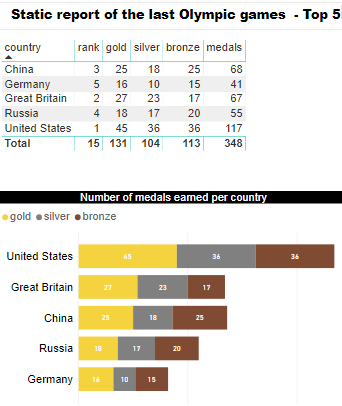 Static report of the last Olympic games - Top 5
country rank gold silver bronze medals
China 3 25 18 25 68
Germany 5 16 10 15 41
Great Britain 2 27 23 17 67
Russia 4 18 17 20 55
United States 1 45 36 36 117
Total 15 131 104 113 348
Number of medals earned per country
gold silver bronze
United States 45 36 36
Great Britain 27 23 17
China 25 18 25
Russia 18 17 20
Germany 16 10 15